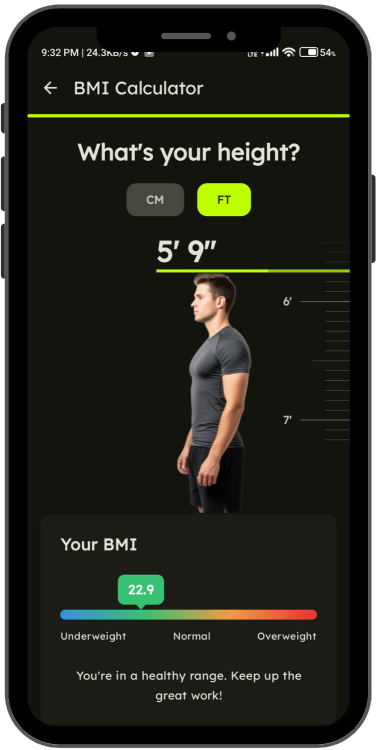 9:32 PM | 24.3KB/s
LTE 54%
BMI Calculator
What's your height?
CM FT
5' 9"
6'
7'
Your BMI
22.9
Underweight Normal Overweight
You're in a healthy range. Keep up the
great work!